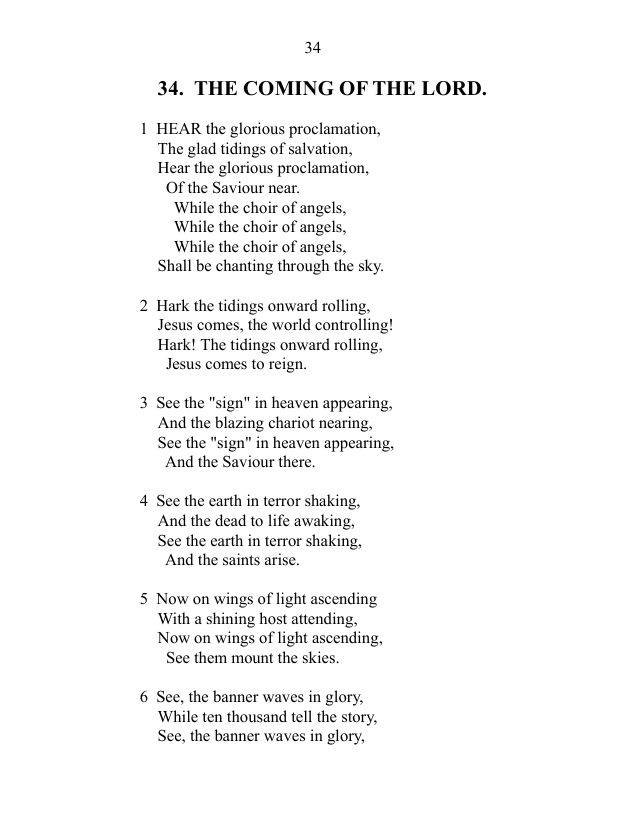 34
34. THE COMING OF THE LORD.
1 HEAR the glorious proclamation,
The glad tidings of salvation,
Hear the glorious proclamation,
Of the Saviour near.
While the choir of angels,
While the choir of angels,
While the choir of angels,
Shall be chanting through the sky.
2 Hark the tidings onward rolling,
Jesus comes, the world controlling!
Hark! The tidings onward rolling,
Jesus comes to reign.
3 See the "sign" in heaven appearing,
And the blazing chariot nearing,
See the "sign" in heaven appearing,
And the Saviour there.
4 See the earth in terror shaking,
And the dead to life awaking,
See the earth in terror shaking,
And the saints arise.
5 Now on wings of light ascending
With a shining host attending,
Now on wings of light ascending,
See them mount the skies.
6 See, the banner waves in glory,
While ten thousand tell the story,
See, the banner waves in glory,